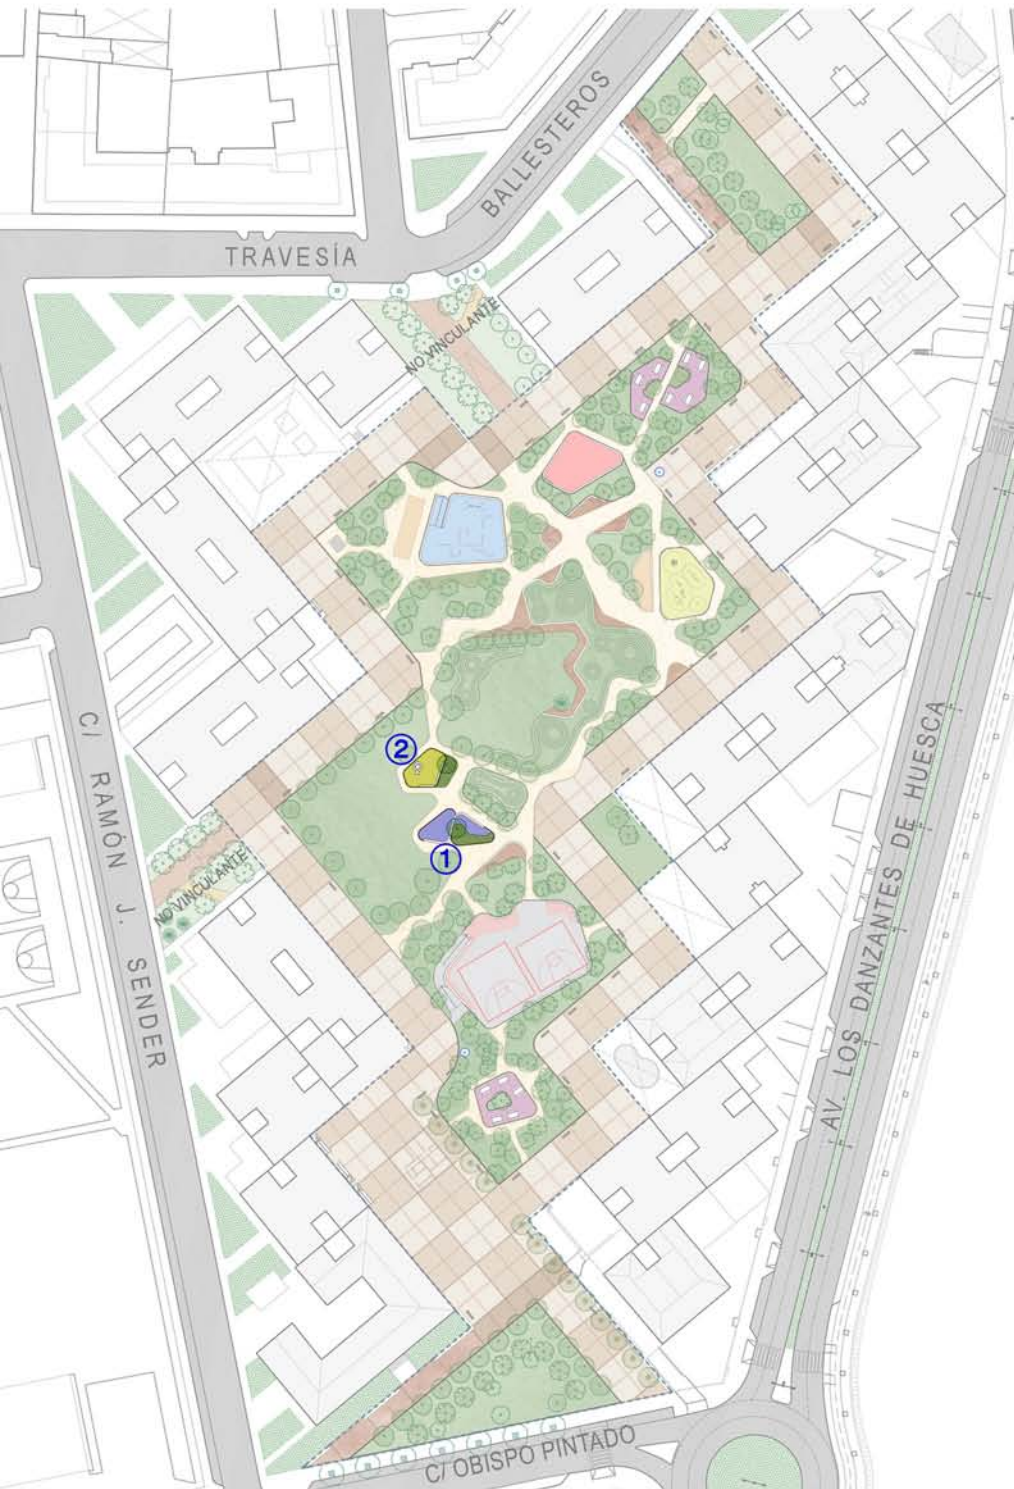 BALLESTEROS
TRAVESÍA
NO VINCULANTE
C/ RAMÓN J. SENDER
②
①
NO VINCULANTE
AV. LOS DANZANTES DE HUESCA
C/ OBISPO PINTADO